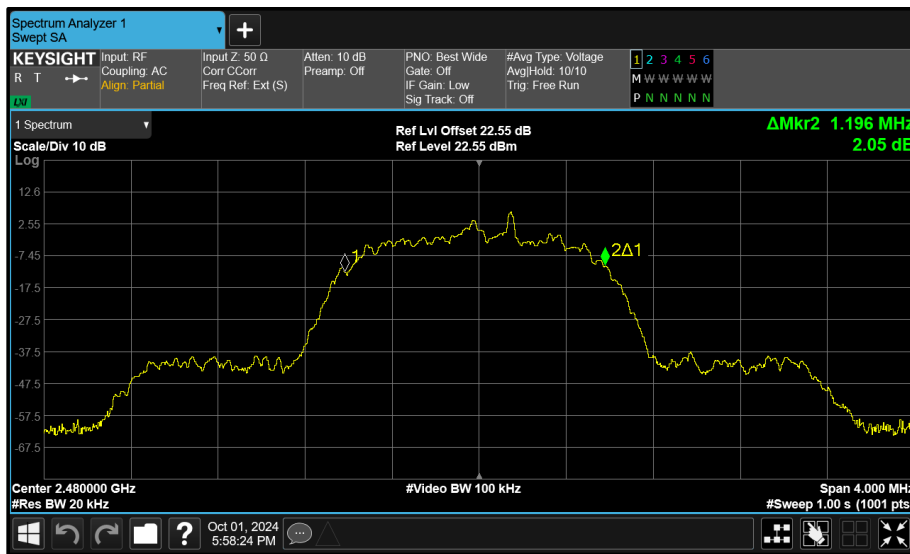 Spectrum Analyzer 1
Swept SA
+
KEYSIGHT
R T
LXI
Input: RF
Coupling: AC
Align: Partial
Input Z: 50 Ω
Corr CCorr
Freq Ref: Ext (S)
Atten: 10 dB
Preamp: Off
PNO: Best Wide
Gate: Off
IF Gain: Low
Sig Track: Off
#Avg Type: Voltage
Avg|Hold: 10/10
Trig: Free Run
1 2 3 4 5 6
M W W W W W
P N N N N N
1 Spectrum
Scale/Div 10 dB
Ref Lvl Offset 22.55 dB
Ref Level 22.55 dBm
ΔMkr2 1.196 MHz
2.05 dB
Log
12.6
2.55
-7.45
-17.5
-27.5
-37.5
-47.5
-57.5
-67.5
1
2Δ1
Center 2.480000 GHz
#Res BW 20 kHz
#Video BW 100 kHz
Span 4.000 MHz
#Sweep 1.00 s (1001 pts
?
Oct 01, 2024
5:58:24 PM